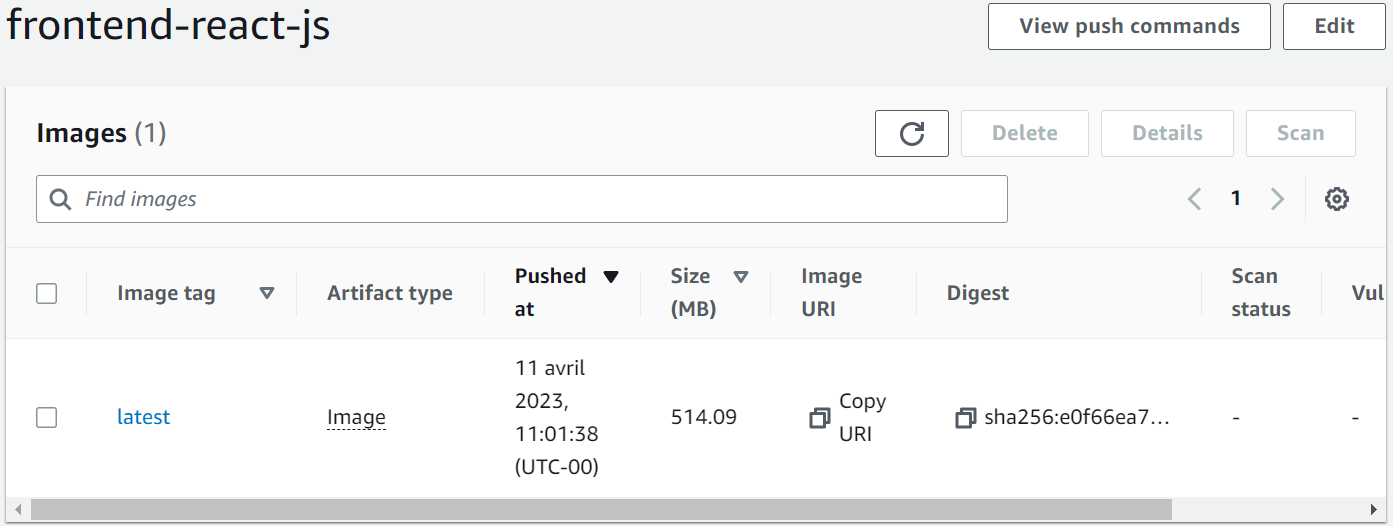 frontend-react-js
View push commands
Edit
Images (1)
Delete
Details
Scan
Find images
1
Image tag
Artifact type
Pushed at
Size (MB)
Image URI
Digest
Scan status
Vul
latest
Image
11 avril
2023,
11:01:38
(UTC-00)
514.09
Copy
URI
sha256:e0f66ea7...
-
-